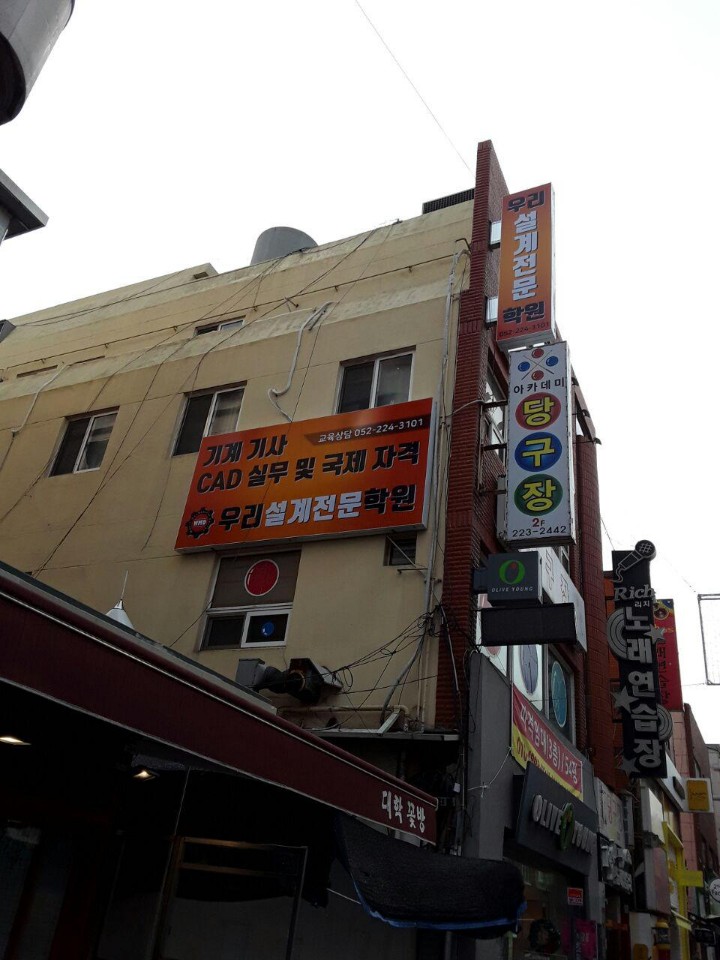 우리
설계전문
학원
052-224-3101
아카데미
당구장
2F
223-2442
기계 기사
교육상담 052-224-3101
CAD 실무 및 국제 자격
우리설계전문학원
OLIVE YOUNG
Rich
리치
노래연습장
OLIVE YOUNG
대학 꽃방